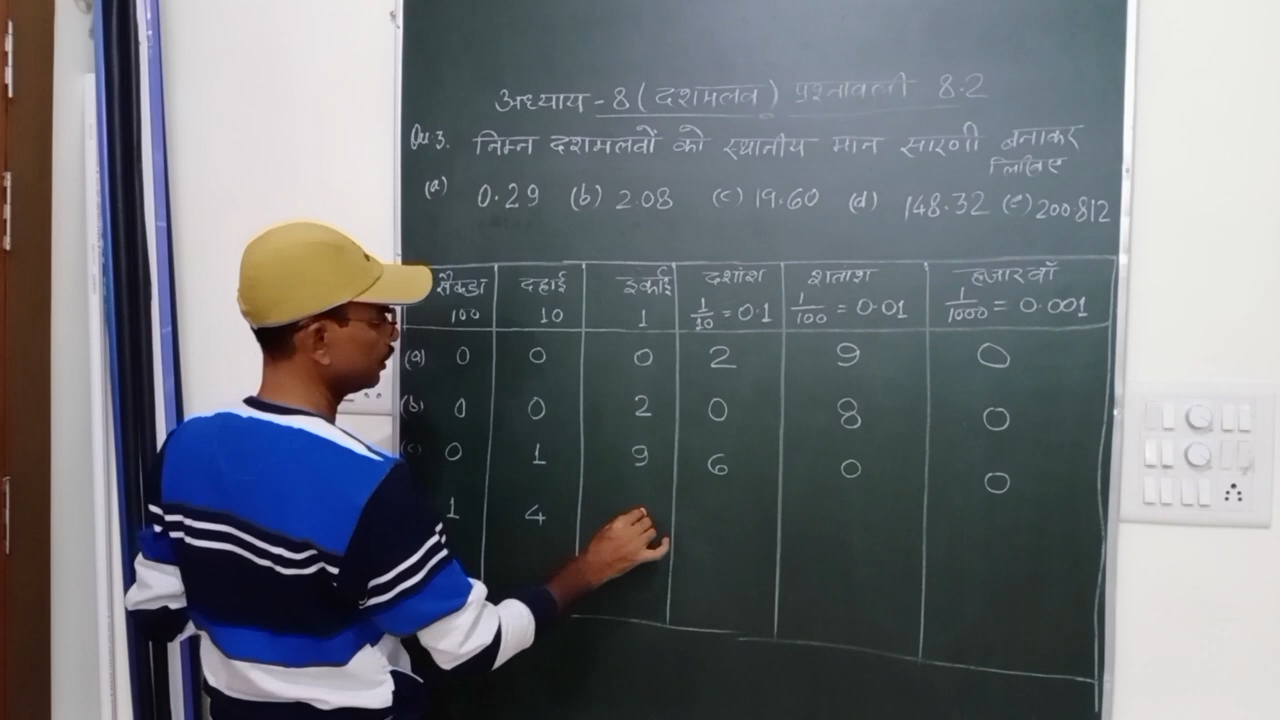 अध्याय - 8 ( दशमलव ) प्रश्नावली 8.2
Qu.3. निम्न दशमलवों को स्थानीय मान सारणी बनाकर
लिखिए
(a) 0.29 (b) 2.08 (c) 19.60 (d) 148.32 (e) 200.812
सैकडा दहाई इकाई दशांश शतांश हजारवाँ
100 10 1 1/10 = 0.1 1/100 = 0.01 1/1000 = 0.001
(a) 0 0 0 2 9 0
(b) 0 0 2 0 8 0
(c) 0 1 9 6 0 0
1 4